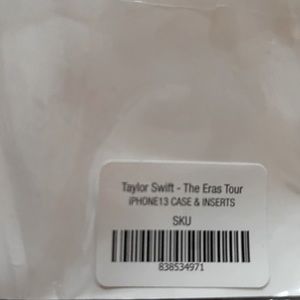 Taylor Swift - The Eras Tour
iPHONE13 CASE & INSERTS
SKU
838534971